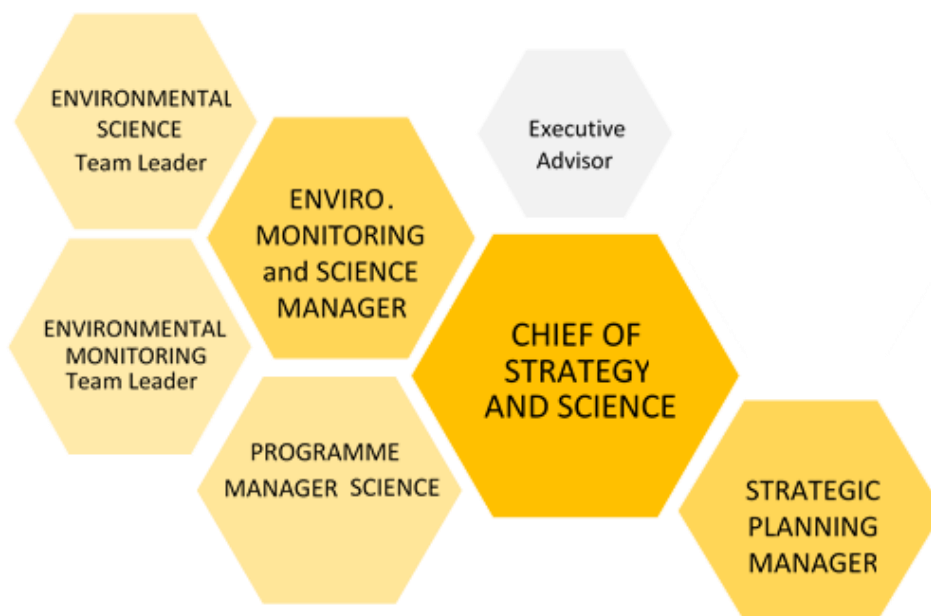 ENVIRONMENTAL
SCIENCE
Team Leader
Executive
Advisor
ENVIRO.
MONITORING
and SCIENCE
MANAGER
ENVIRONMENTAL
MONITORING
Team Leader
CHIEF OF
STRATEGY
AND SCIENCE
PROGRAMME
MANAGER SCIENCE
STRATEGIC
PLANNING
MANAGER